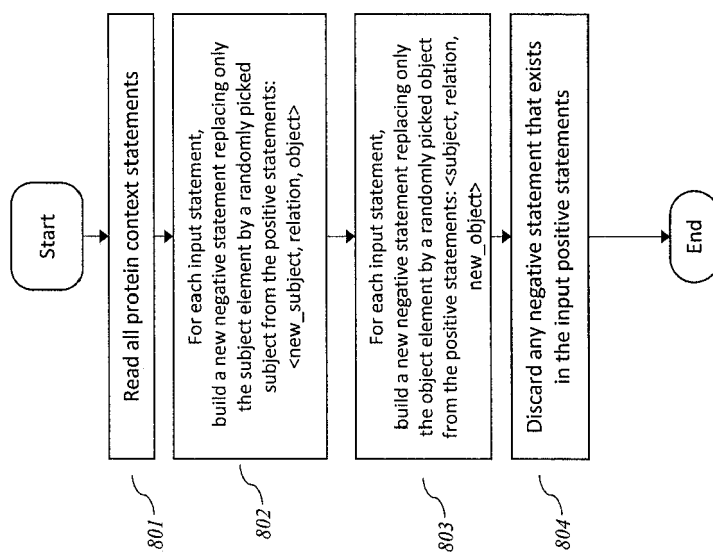 Start
801
Read all protein context statements
802
For each input statement,
build a new negative statement replacing only
the subject element by a randomly picked
subject from the positive statements:
<new_subject, relation, object>
803
For each input statement,
build a new negative statement replacing only
the object element by a randomly picked object
from the positive statements: <subject, relation,
new_object>
804
Discard any negative statement that exists
in the input positive statements
End